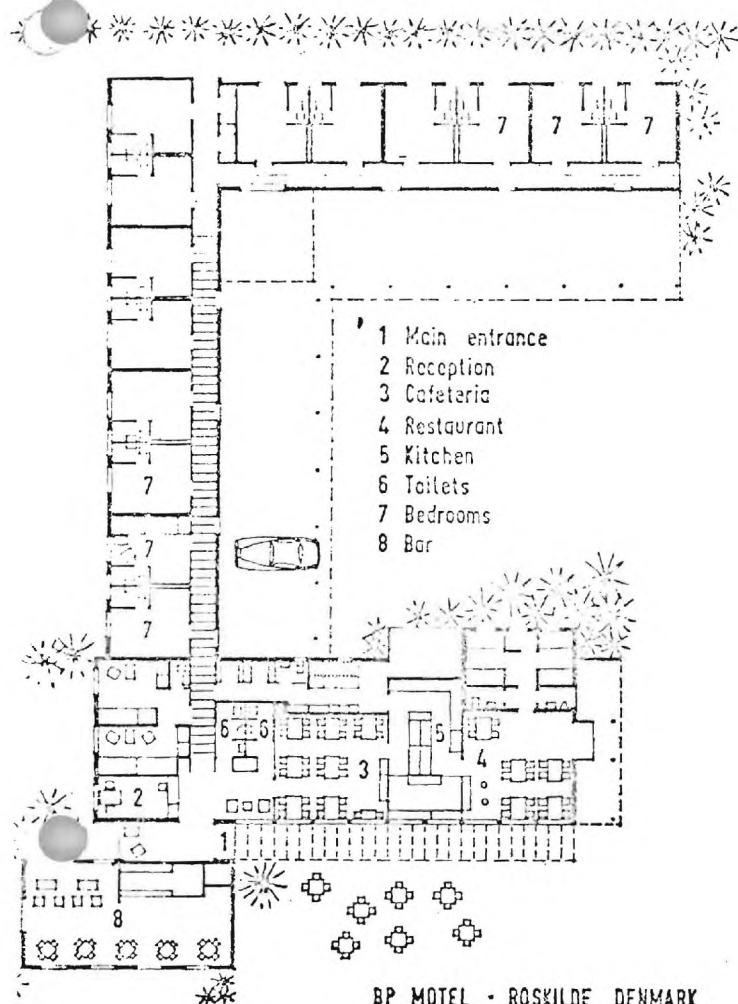 7 7 7
1 Main entrance
2 Reception
3 Cafeteria
4 Restaurant
5 Kitchen
6 Toilets
7 Bedrooms
8 Bar
7
7
7
6 6 5
3 4
2
1
8
BP MOTEL - ROSKILDE DENMARK